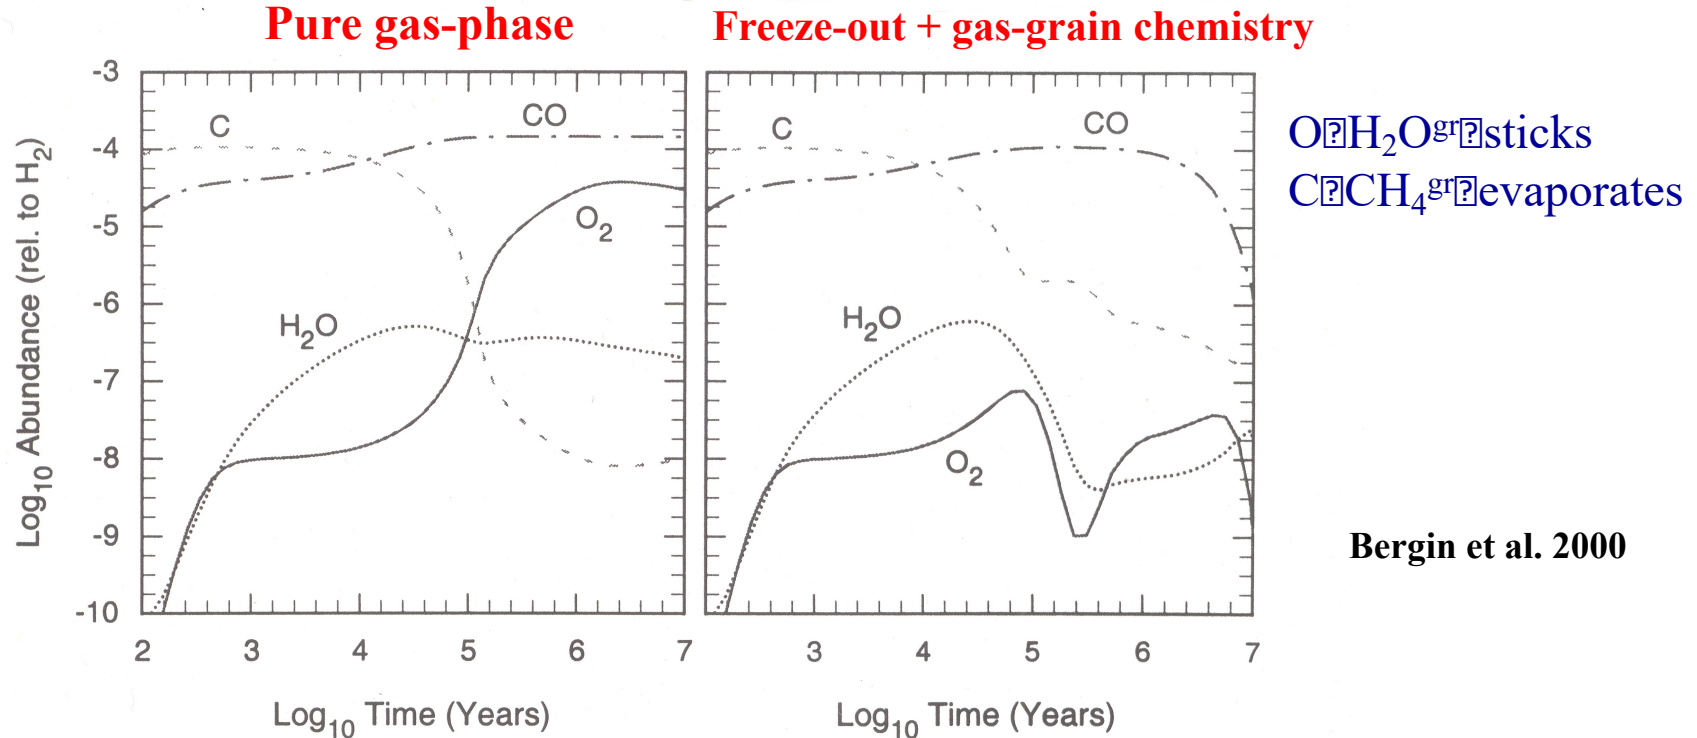 Pure gas-phase
Freeze-out + gas-grain chemistry
O⍰H₂Oᵍʳ⍰sticks
C⍰CH₄ᵍʳ⍰evaporates
Bergin et al. 2000
Log₁₀ Abundance (rel. to H₂)
-3
-4
-5
-6
-7
-8
-9
-10
C
CO
O₂
H₂O
2
3
4
5
6
7
Log₁₀ Time (Years)
C
CO
H₂O
O₂
3
4
5
6
7
Log₁₀ Time (Years)